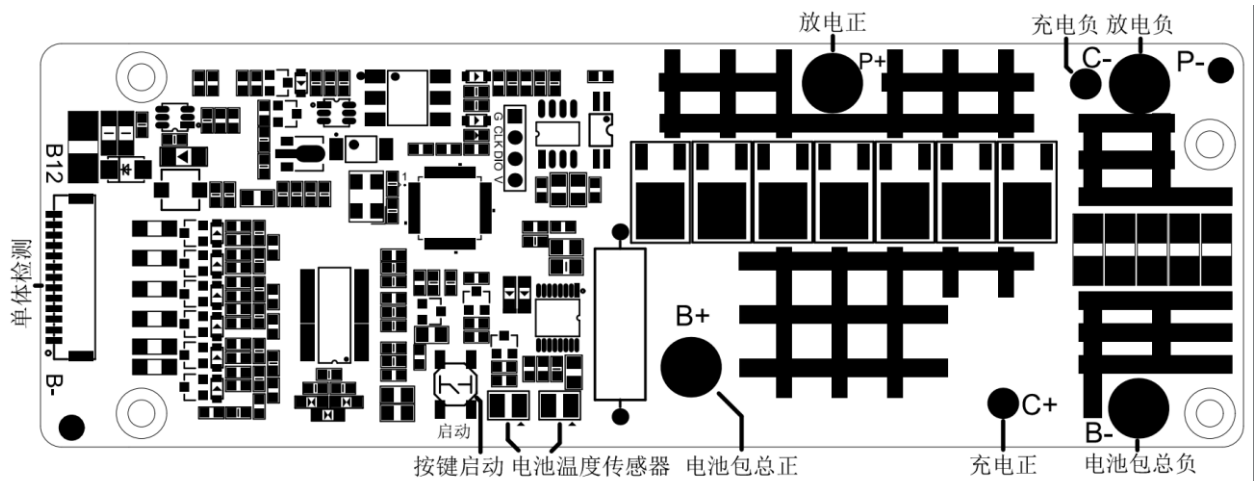 放电正
充电负 放电负
P+
C-
P-
G CLK DIO V
B12
1
单体检测
B+
B-
C+
B-
启动
按键启动 电池温度传感器 电池包总正 充电正 电池包总负